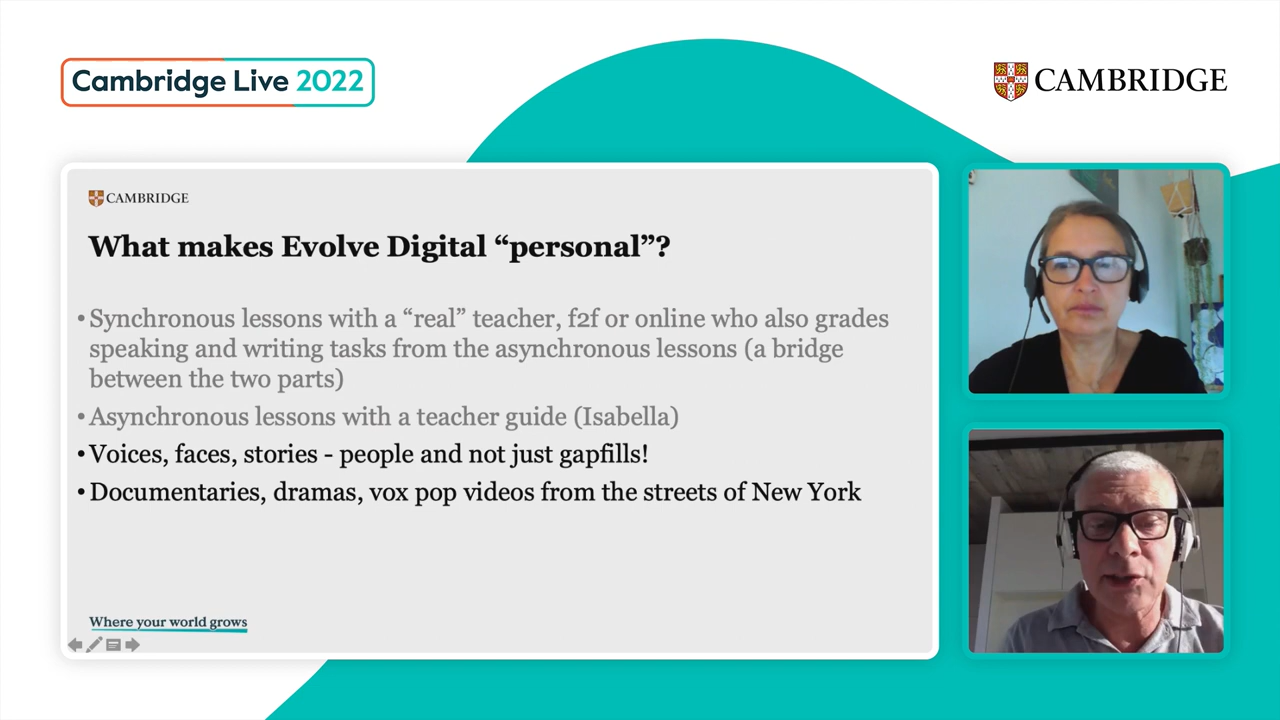 Cambridge Live 2022
CAMBRIDGE
CAMBRIDGE
What makes Evolve Digital “personal”?
•Synchronous lessons with a “real” teacher, f2f or online who also grades
speaking and writing tasks from the asynchronous lessons (a bridge
between the two parts)
•Asynchronous lessons with a teacher guide (Isabella)
•Voices, faces, stories - people and not just gapfills!
•Documentaries, dramas, vox pop videos from the streets of New York
Where your world grows